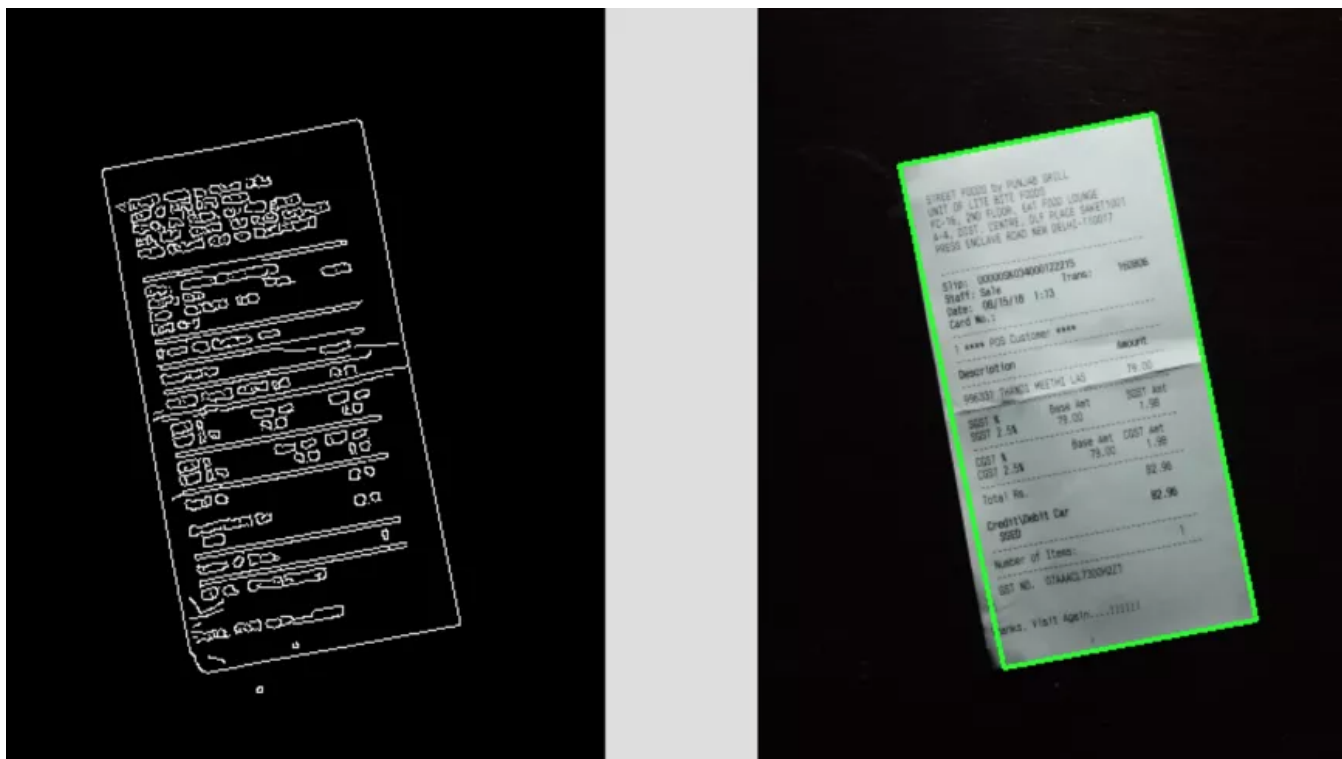 STREET FOODS by PUNJAB GRILL
UNIT OF LITE BITE FOODS
FC-16, 2ND FLOOR, EAT FOOD LOUNGE
A-4, DIST. CENTRE, DLF PLACE SAKET1001
PRESS ENCLAVE ROAD NEW DELHI-110017
Slip: Trans: 160806
Staff: Sale
Date: 08/15/18 1:13
Card No.:
1 **** POS Customer ****
Description Amount
996337 THANDI MEETHI LAS 79.00
SGST % Base Amt SGST Amt
SGST 2.5% 79.00 1.98
CGST % Base Amt CGST Amt
CGST 2.5% 79.00 1.98
Total Rs. 82.96
82.96
Credit\Debit Car
Number of Items: 1
GST NO.
Visit Again....!!!!!!